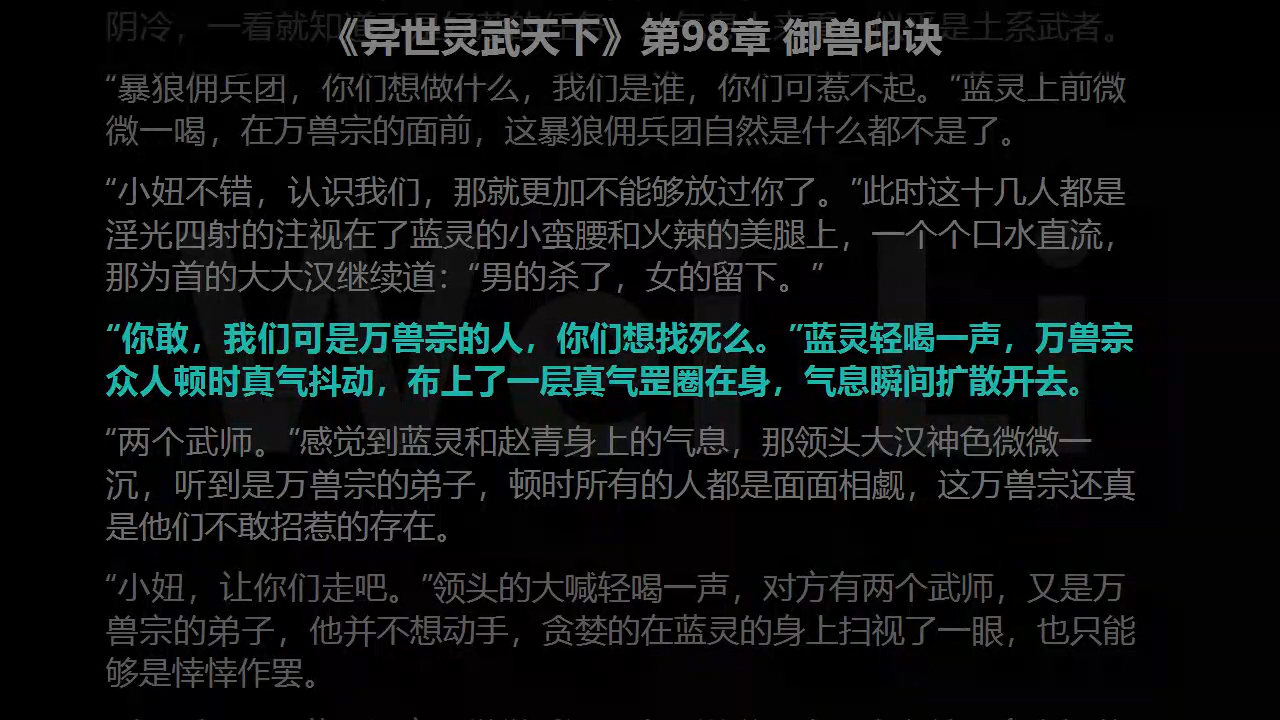 《异世灵武天下》第98章 御兽印诀
阴冷，一看就知
是土系武者。
“暴狼佣兵团，你们想做什么，我们是谁，你们可惹不起。“蓝灵上前微
微一喝，在万兽宗的面前，这暴狼佣兵团自然是什么都不是了。
“小妞不错，认识我们，那就更加不能够放过你了。”此时这十几人都是
淫光四射的注视在了蓝灵的小蛮腰和火辣的美腿上，一个个口水直流，
那为首的大大汉继续道：“男的杀了，女的留下。”
“你敢，我们可是万兽宗的人，你们想找死么。”蓝灵轻喝一声，万兽宗
众人顿时真气抖动，布上了一层真气罡圈在身，气息瞬间扩散开去。
“两个武师。“感觉到蓝灵和赵青身上的气息，那领头大汉神色微微一
沉，听到是万兽宗的弟子，顿时所有的人都是面面相觑，这万兽宗还真
是他们不敢招惹的存在。
“小妞，让你们走吧。”领头的大喊轻喝一声，对方有两个武师，又是万
兽宗的弟子，他并不想动手，贪婪的在蓝灵的身上扫视了一眼，也只能
够是悻悻作罢。
Wei Li